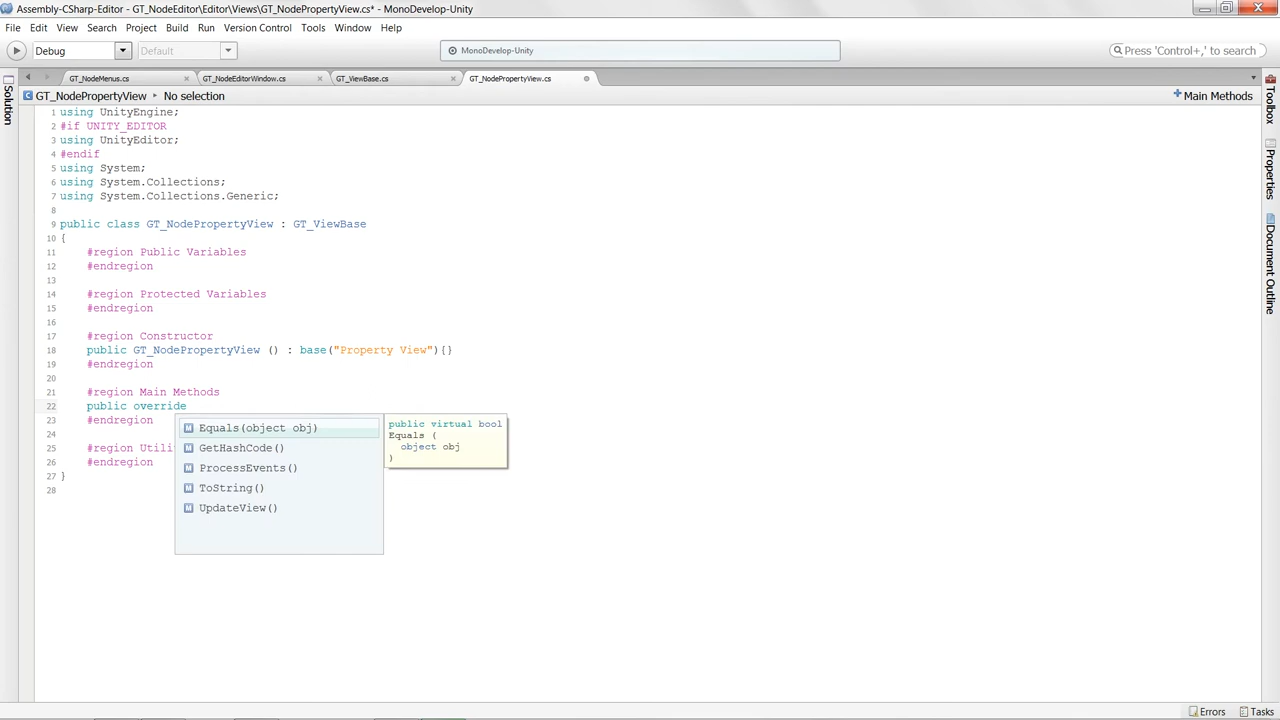 Assembly-CSharp-Editor - GT_NodeEditor\Editor\Views\GT_NodePropertyView.cs* - MonoDevelop-Unity
File Edit View Search Project Build Run Version Control Tools Window Help
Debug Default MonoDevelop-Unity Press 'Control+,' to search
GT_NodeMenus.cs GT_NodeEditorWindow.cs GT_ViewBase.cs GT_NodePropertyView.cs
GT_NodePropertyView ▸ No selection Main Methods
Solution
Toolbox
Properties
Document Outline
1 using UnityEngine;
2 #if UNITY_EDITOR
3 using UnityEditor;
4 #endif
5 using System;
6 using System.Collections;
7 using System.Collections.Generic;
8
9 public class GT_NodePropertyView : GT_ViewBase
10 {
11 #region Public Variables
12 #endregion
13
14 #region Protected Variables
15 #endregion
16
17 #region Constructor
18 public GT_NodePropertyView () : base("Property View"){}
19 #endregion
20
21 #region Main Methods
22 public override
23 #endregion
24
25 #region Utili
26 #endregion
27 }
28
Equals(object obj)
GetHashCode()
ProcessEvents()
ToString()
UpdateView()
public virtual bool
Equals (
object obj
)
Errors Tasks